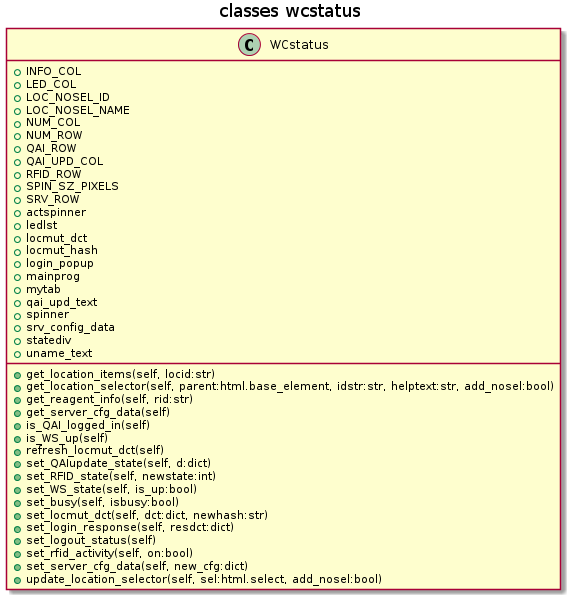 classes wcstatus
C WCstatus
INFO_COL
LED_COL
LOC_NOSEL_ID
LOC_NOSEL_NAME
NUM_COL
NUM_ROW
QAI_ROW
QAI_UPD_COL
RFID_ROW
SPIN_SZ_PIXELS
SRV_ROW
actspinner
ledlst
locmut_dct
locmut_hash
login_popup
mainprog
mytab
qai_upd_text
spinner
srv_config_data
statediv
uname_text
get_location_items(self, locid:str)
get_location_selector(self, parent:html.base_element, idstr:str, helptext:str, add_nosel:bool)
get_reagent_info(self, rid:str)
get_server_cfg_data(self)
is_QAI_logged_in(self)
is_WS_up(self)
refresh_locmut_dct(self)
set_QAIupdate_state(self, d:dict)
set_RFID_state(self, newstate:int)
set_WS_state(self, is_up:bool)
set_busy(self, isbusy:bool)
set_locmut_dct(self, dct:dict, newhash:str)
set_login_response(self, resdct:dict)
set_logout_status(self)
set_rfid_activity(self, on:bool)
set_server_cfg_data(self, new_cfg:dict)
update_location_selector(self, sel:html.select, add_nosel:bool)